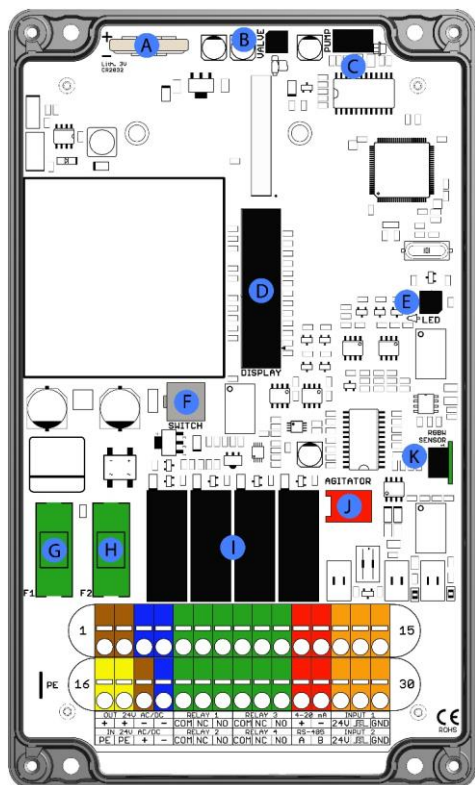 + A B VALVE PUMP
-
LITH. 3V
CR2032
C
D
E
LED
DISPLAY
F
SWITCH
RGBW
SENSOR
K
AGITATOR
G H I J
F1 F2
1 15
PE 16 30
OUT 24V AC/DC RELAY 1 RELAY 3 4-20 mA INPUT 1
+ + - - COM NC NO COM NC NO + - 24V GND
IN 24V AC/DC RELAY 2 RELAY 4 RS-485 INPUT 2
PE PE + - COM NC NO COM NC NO A B 24V GND
CE
ROHS